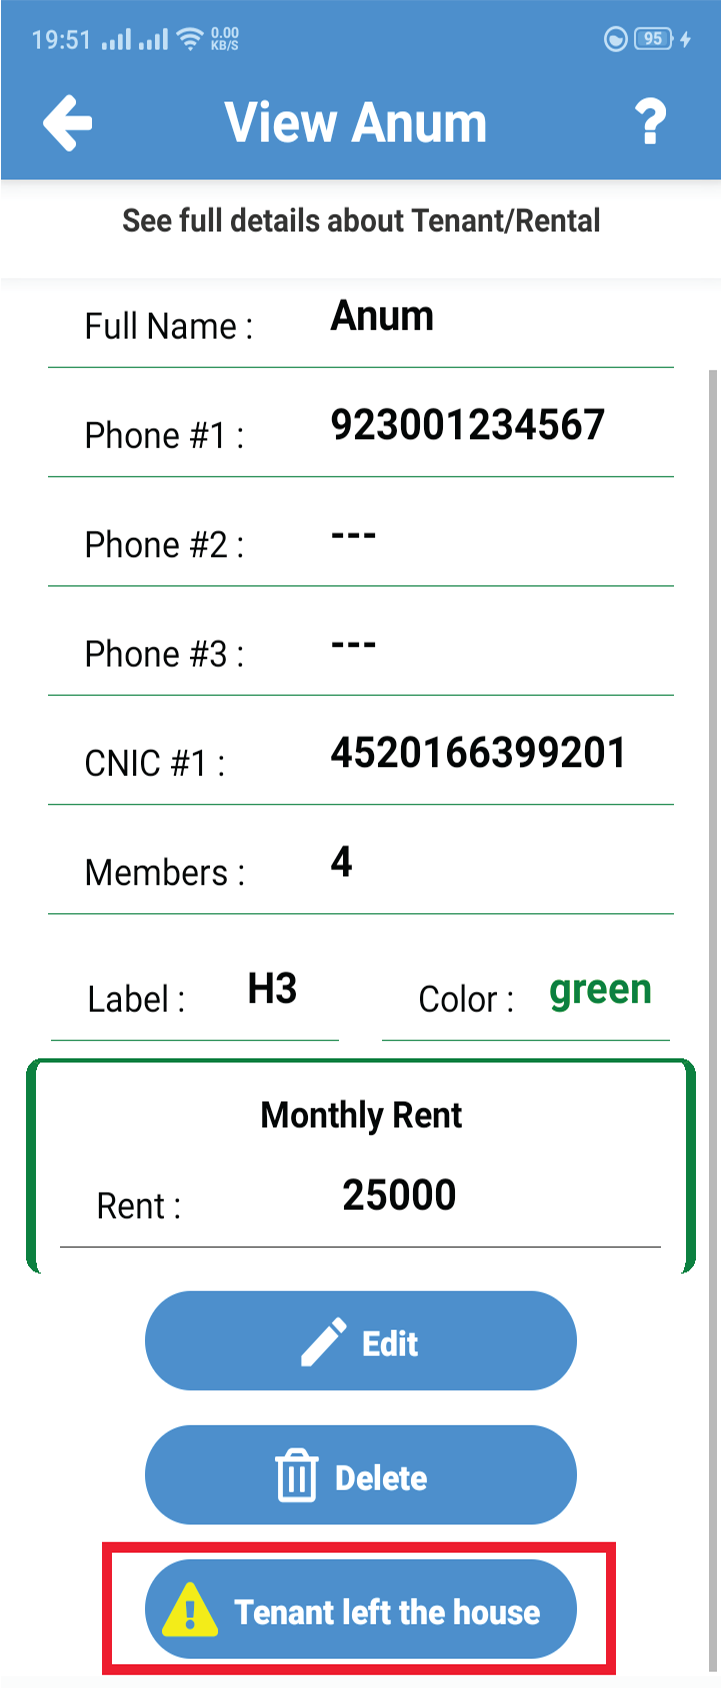 19:51 0.00 KB/S 95
View Anum ?
See full details about Tenant/Rental
Full Name : Anum
Phone #1 : 923001234567
Phone #2 : ---
Phone #3 : ---
CNIC #1 : 4520166399201
Members : 4
Label : H3 Color : green
Monthly Rent
Rent : 25000
Edit
Delete
Tenant left the house